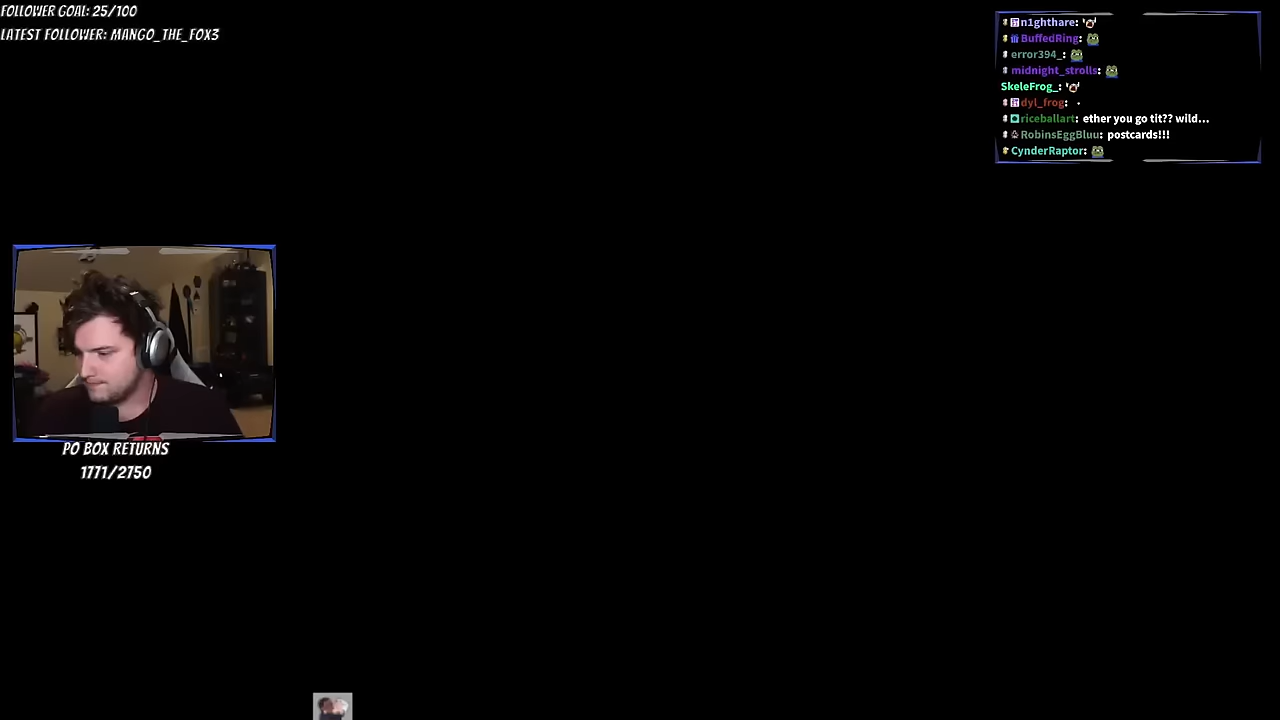 FOLLOWER GOAL: 25/100
LATEST FOLLOWER: MANGO_THE_FOX3
n1ghthare:
BuffedRing:
error394_:
midnight_strolls:
SkeleFrog_:
dyl_frog:
riceballart: ether you go tit?? wild...
RobinsEggBluu: postcards!!!
CynderRaptor:
PO BOX RETURNS
1771/2750